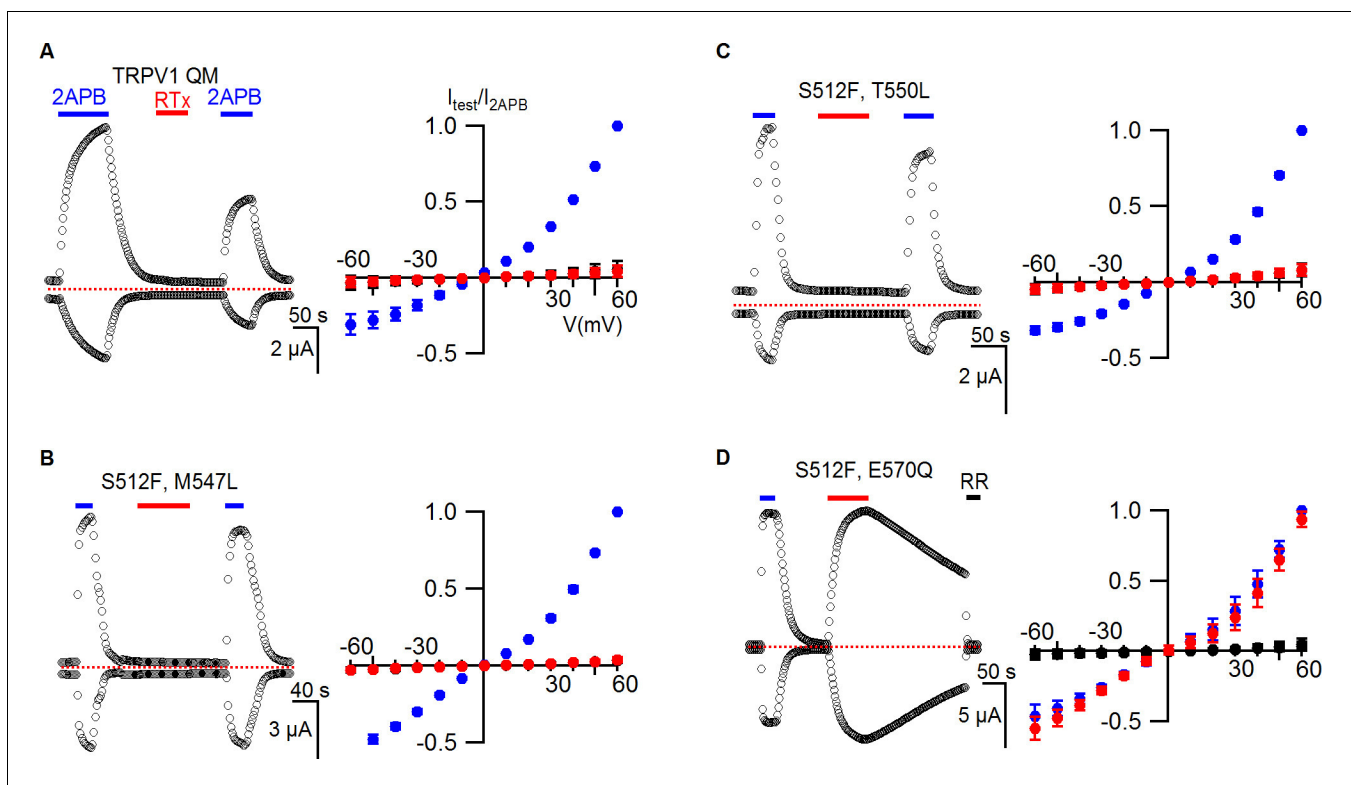 A
TRPV1 QM
2APB RTx 2APB
50 s
2 µA
Itest/I2APB
1.0
0.5
-60 -30
30 60
V(mV)
-0.5
B
S512F, M547L
40 s
3 µA
1.0
0.5
-60 -30
30 60
-0.5
C
S512F, T550L
50 s
2 µA
1.0
0.5
-60 -30
30 60
-0.5
D
S512F, E570Q
RR
50 s
5 µA
1.0
0.5
-60 -30
30 60
-0.5